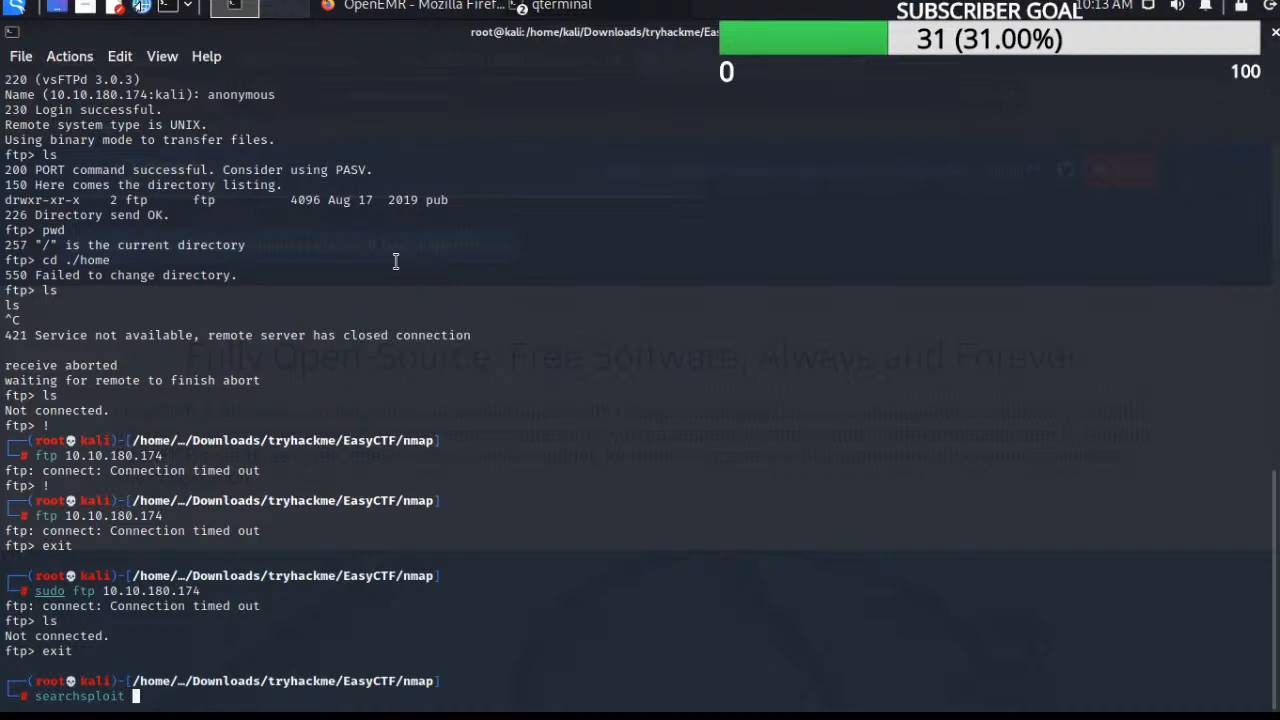 OpenEMR - Mozilla Firef...
qterminal
2
10:13 AM
SUBSCRIBER GOAL
31 (31.00%)
0
100
root@kali:/home/kali/Downloads/tryhackme/Eas
File Actions Edit View Help
220 (vsFTPd 3.0.3)
Name (10.10.180.174:kali): anonymous
230 Login successful.
Remote system type is UNIX.
Using binary mode to transfer files.
ftp> ls
200 PORT command successful. Consider using PASV.
150 Here comes the directory listing.
drwxr-xr-x    2 ftp      ftp          4096 Aug 17  2019 pub
226 Directory send OK.
ftp> pwd
257 "/" is the current directory
ftp> cd ./home
550 Failed to change directory.
ftp> ls
ls
^C
421 Service not available, remote server has closed connection
receive aborted
waiting for remote to finish abort
ftp> ls
Not connected.
ftp> !
┌──(root💀kali)-[/home/…/Downloads/tryhackme/EasyCTF/nmap]
└─# ftp 10.10.180.174
ftp: connect: Connection timed out
ftp> !
┌──(root💀kali)-[/home/…/Downloads/tryhackme/EasyCTF/nmap]
└─# ftp 10.10.180.174
ftp: connect: Connection timed out
ftp> exit
┌──(root💀kali)-[/home/…/Downloads/tryhackme/EasyCTF/nmap]
└─# sudo ftp 10.10.180.174
ftp: connect: Connection timed out
ftp> ls
Not connected.
ftp> exit
┌──(root💀kali)-[/home/…/Downloads/tryhackme/EasyCTF/nmap]
└─# searchsploit
Fully Open-Source, Free Software, Always and Forever